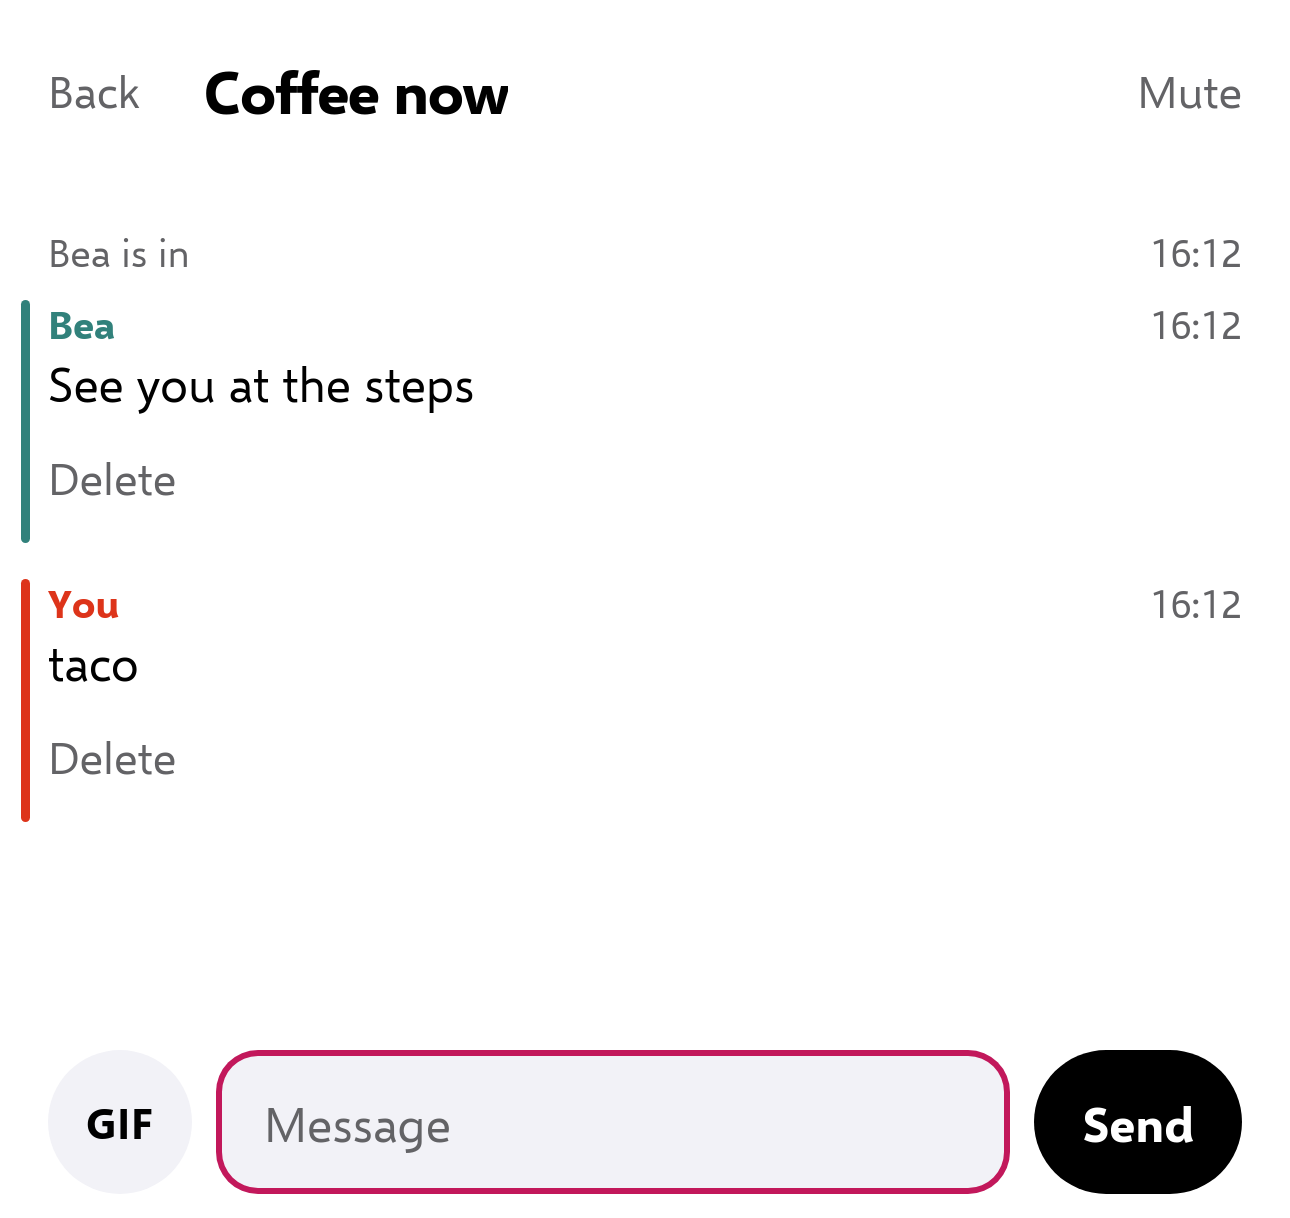 Back Coffee now Mute
Bea is in 16:12
Bea 16:12
See you at the steps
Delete
You 16:12
taco
Delete
GIF Message Send